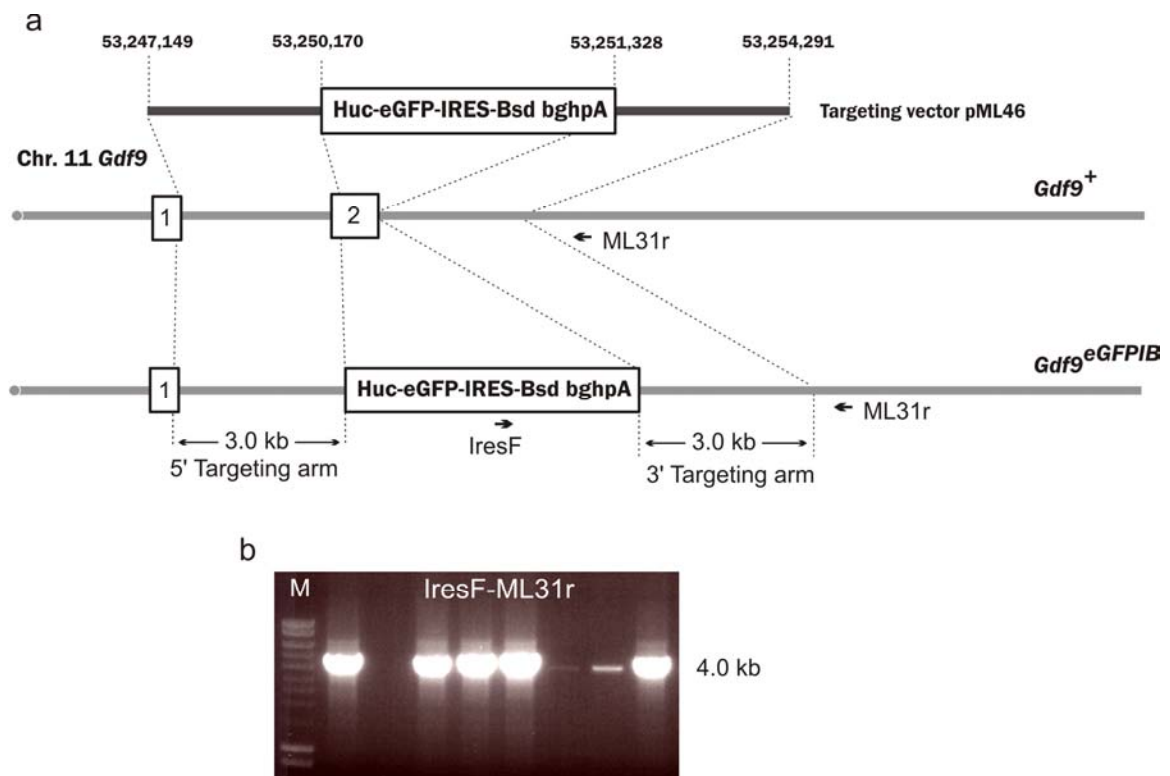 a
53,247,149 53,250,170 53,251,328 53,254,291
Huc-eGFP-IRES-Bsd bghpA
Targeting vector pML46
Chr. 11 Gdf9
Gdf9+
1 2
ML31r
Gdf9eGFPIB
1 Huc-eGFP-IRES-Bsd bghpA
ML31r
IresF
3.0 kb 3.0 kb
5' Targeting arm 3' Targeting arm
b
M IresF-ML31r
4.0 kb